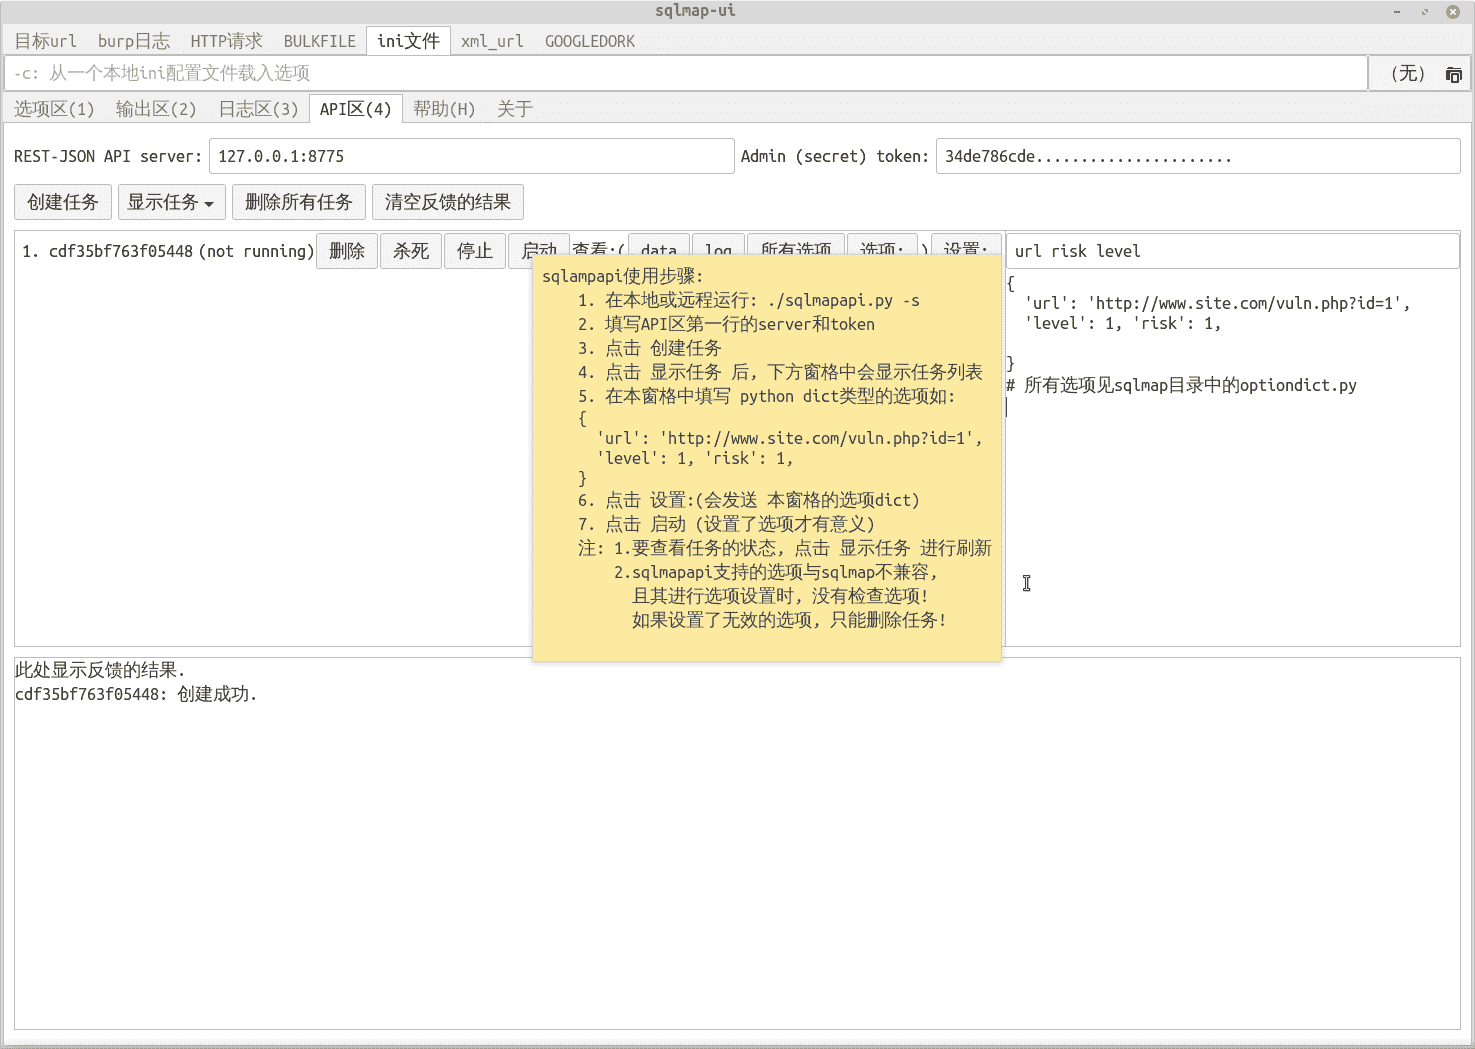 sqlmap-ui
目标url burp日志 HTTP请求 BULKFILE ini文件 xml_url GOOGLEDORK
-c: 从一个本地ini配置文件载入选项 (无)
选项区(1) 输出区(2) 日志区(3) API区(4) 帮助(H) 关于
REST-JSON API server: 127.0.0.1:8775 Admin (secret) token: 34de786cde......................
创建任务 显示任务 删除所有任务 清空反馈的结果
1. cdf35bf763f05448 (not running) 删除 杀死 停止 启动 查看:( data log 所有选项 选项: ) 设置: url risk level
sqlampapi使用步骤:
1. 在本地或远程运行: ./sqlmapapi.py -s
2. 填写API区第一行的server和token
3. 点击 创建任务
4. 点击 显示任务 后, 下方窗格中会显示任务列表
5. 在本窗格中填写 python dict类型的选项如:
{
'url': 'http://www.site.com/vuln.php?id=1',
'level': 1, 'risk': 1,
}
6. 点击 设置:(会发送 本窗格的选项dict)
7. 点击 启动 (设置了选项才有意义)
注: 1.要查看任务的状态, 点击 显示任务 进行刷新
2.sqlmapapi支持的选项与sqlmap不兼容,
且其进行选项设置时, 没有检查选项!
如果设置了无效的选项, 只能删除任务!
{
'url': 'http://www.site.com/vuln.php?id=1',
'level': 1, 'risk': 1,
}
# 所有选项见sqlmap目录中的optiondict.py
此处显示反馈的结果.
cdf35bf763f05448: 创建成功.